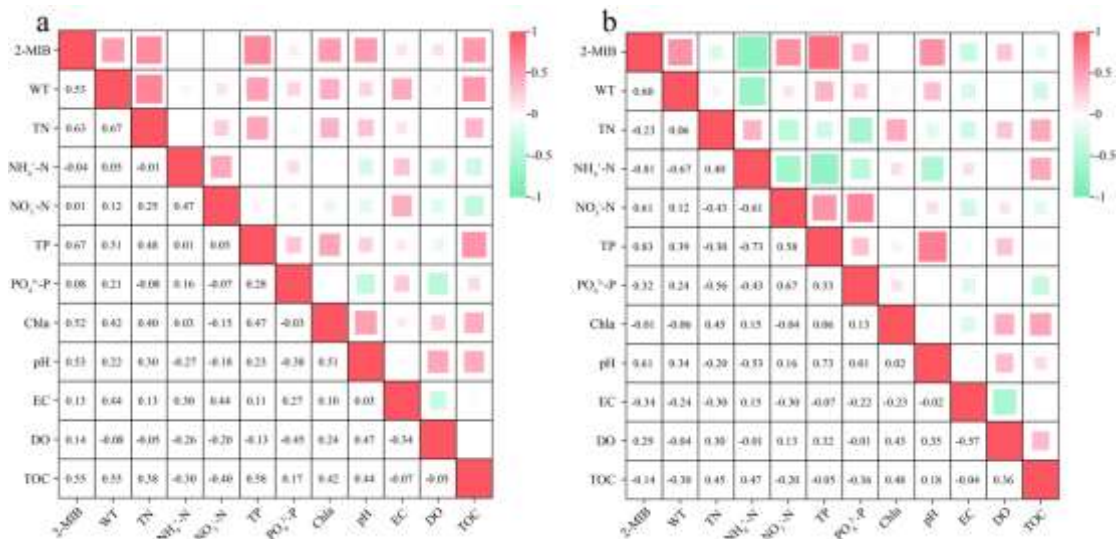 a
2-MIB
WT 0.53
TN 0.63 0.67
NH₄⁺-N -0.04 0.05 -0.01
NO₃⁻-N 0.01 0.12 0.25 0.47
TP 0.67 0.51 0.48 0.01 0.05
PO₄³⁻-P 0.08 0.21 -0.08 0.16 -0.07 0.28
Chla 0.52 0.42 0.40 0.03 -0.15 0.47 -0.03
pH 0.53 0.22 0.30 -0.27 -0.18 0.23 -0.30 0.51
EC 0.13 0.44 0.13 0.30 0.44 0.11 0.27 0.10 0.03
DO 0.14 -0.08 -0.05 -0.26 -0.20 -0.13 -0.45 0.24 0.47 -0.34
TOC 0.55 0.55 0.38 -0.30 -0.40 0.58 0.17 0.42 0.44 -0.07 -0.05
2-MIB WT TN NH₄⁺-N NO₃⁻-N TP PO₄³⁻-P Chla pH EC DO TOC
1
0.5
0
-0.5
-1
b
2-MIB
WT 0.60
TN -0.23 0.06
NH₄⁺-N -0.81 -0.67 0.40
NO₃⁻-N 0.61 0.12 -0.43 -0.61
TP 0.83 0.39 -0.30 -0.73 0.58
PO₄³⁻-P 0.32 0.24 -0.56 -0.43 0.67 0.33
Chla -0.01 -0.06 0.45 0.15 -0.04 0.06 0.13
pH 0.61 0.34 -0.20 -0.53 0.16 0.73 0.01 0.02
EC -0.34 -0.24 -0.30 0.15 -0.30 -0.07 -0.22 -0.23 -0.02
DO 0.29 -0.04 0.30 -0.01 0.13 0.32 -0.01 0.43 0.35 -0.57
TOC -0.14 -0.30 0.45 0.47 -0.20 -0.05 -0.36 0.48 0.18 -0.04 0.36
2-MIB WT TN NH₄⁺-N NO₃⁻-N TP PO₄³⁻-P Chla pH EC DO TOC
1
0.5
0
-0.5
-1